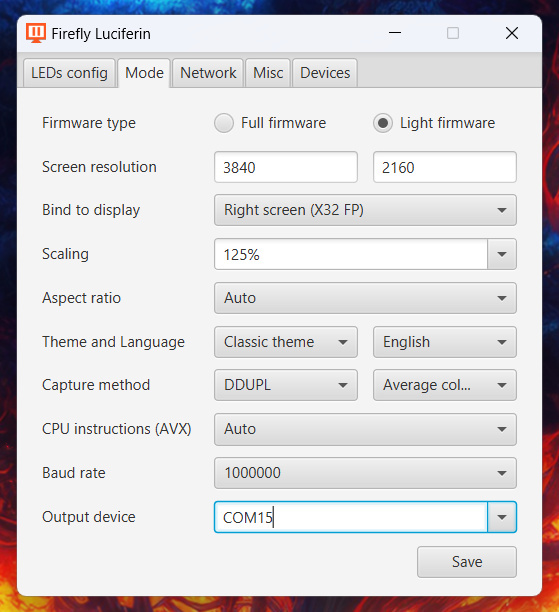 Firefly Luciferin
LEDs config Mode Network Misc Devices
Firmware type Full firmware Light firmware
Screen resolution 3840 2160
Bind to display Right screen (X32 FP)
Scaling 125%
Aspect ratio Auto
Theme and Language Classic theme English
Capture method DDUPL Average col...
CPU instructions (AVX) Auto
Baud rate 1000000
Output device COM15
Save